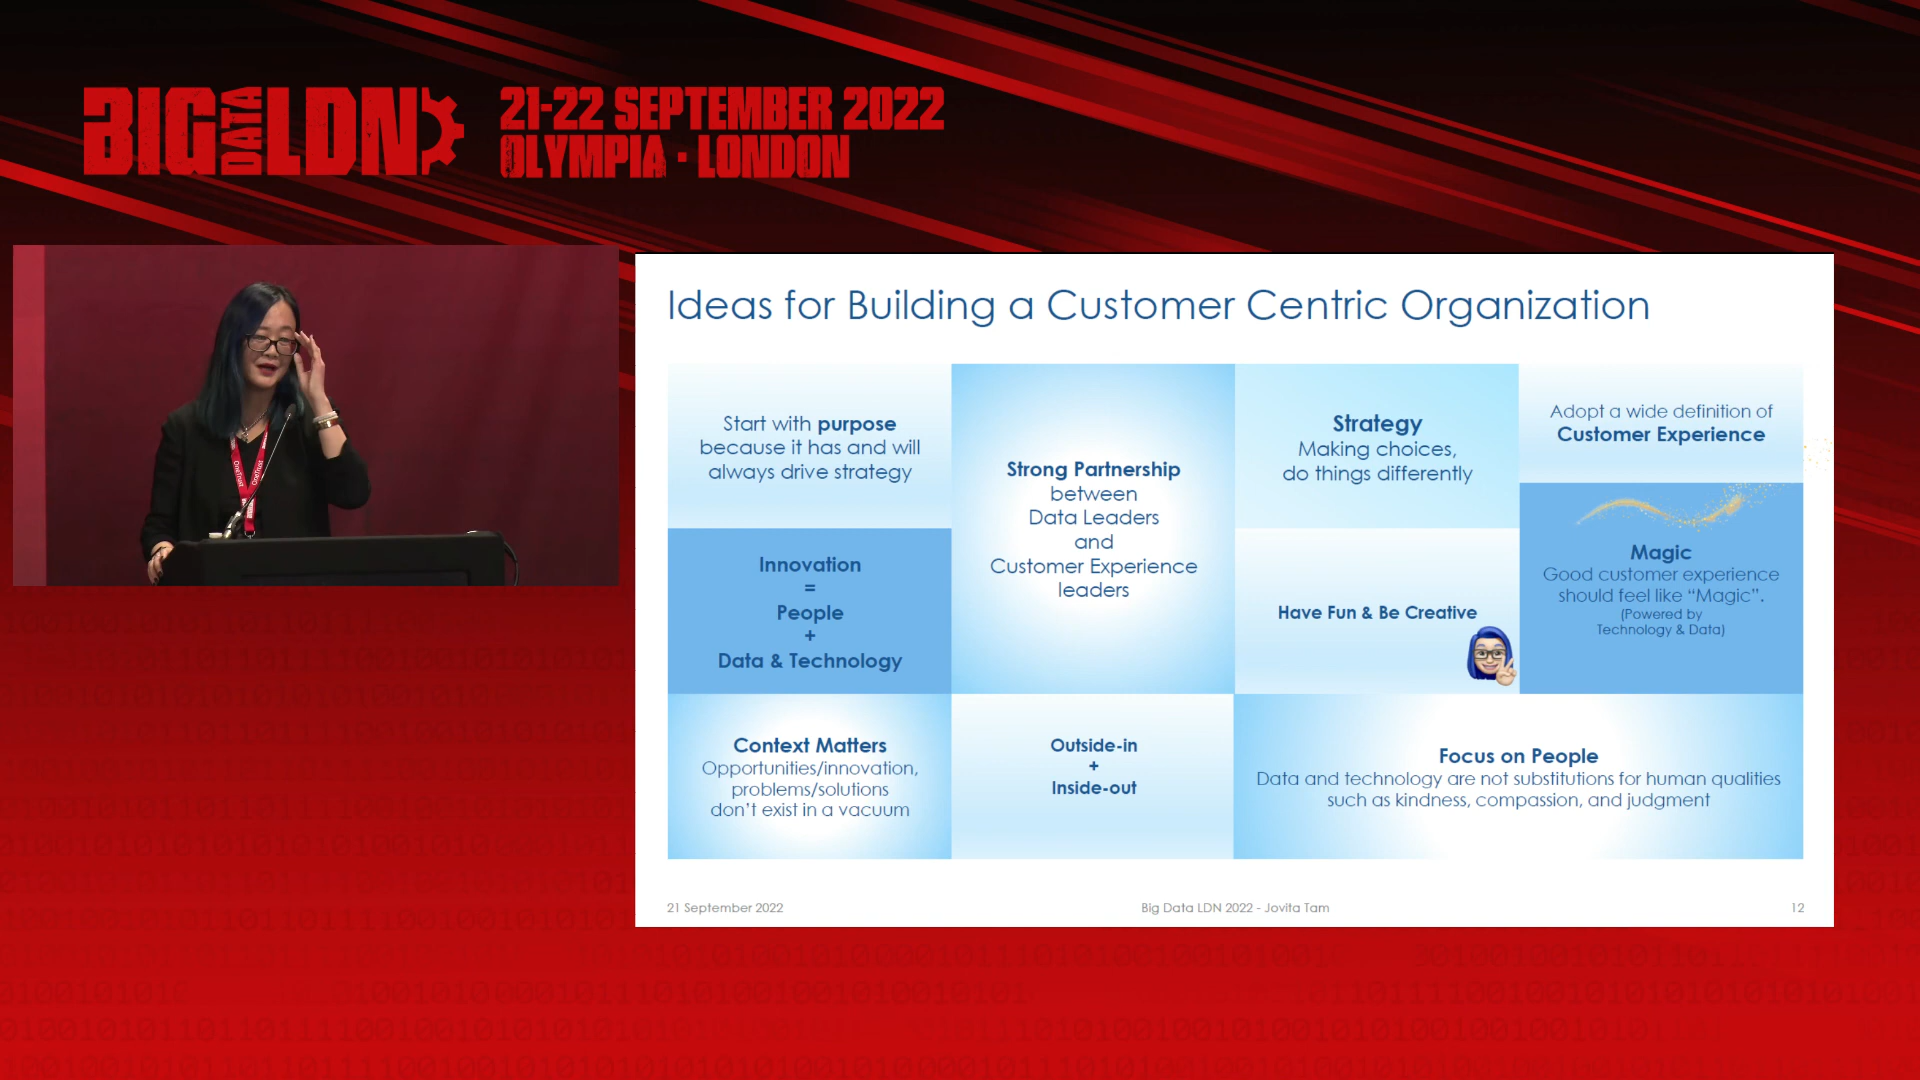 BIG DATA LDN
21-22 SEPTEMBER 2022
OLYMPIA · LONDON
OneTrust
OneTrust
Ideas for Building a Customer Centric Organization
Start with purpose
because it has and will
always drive strategy
Innovation
=
People
+
Data & Technology
Context Matters
Opportunities/innovation,
problems/solutions
don't exist in a vacuum
Strong Partnership
between
Data Leaders
and
Customer Experience
leaders
Outside-in
+
Inside-out
Strategy
Making choices,
do things differently
Have Fun & Be Creative
Adopt a wide definition of
Customer Experience
Magic
Good customer experience
should feel like “Magic”.
(Powered by
Technology & Data)
Focus on People
Data and technology are not substitutions for human qualities
such as kindness, compassion, and judgment
21 September 2022
Big Data LDN 2022 - Jovita Tam
12